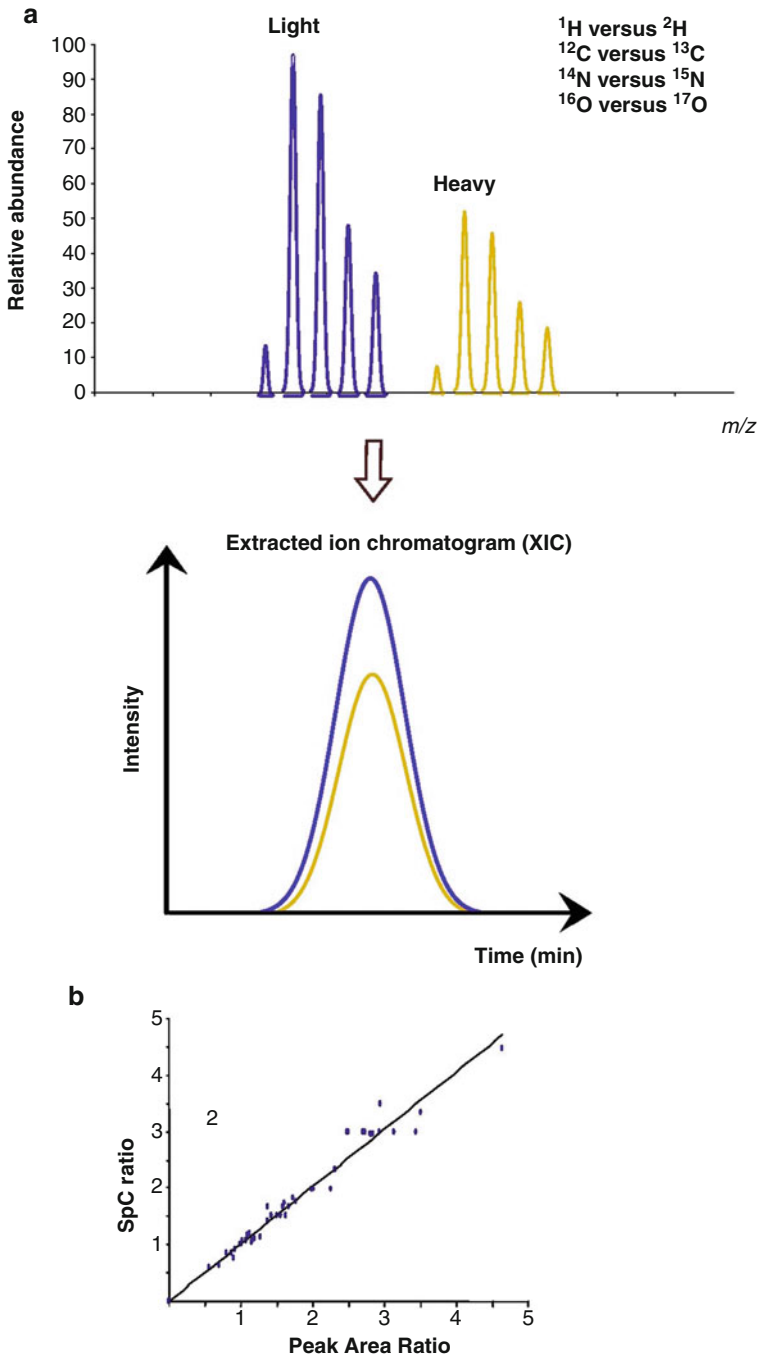 a
Light
¹H versus ²H
¹²C versus ¹³C
¹⁴N versus ¹⁵N
¹⁶O versus ¹⁷O
Heavy
Relative abundance
100
90
80
70
60
50
40
30
20
10
0
m/z
Extracted ion chromatogram (XIC)
Intensity
Time (min)
b
5
4
3
2
1
2
SpC ratio
1
2
3
4
5
Peak Area Ratio